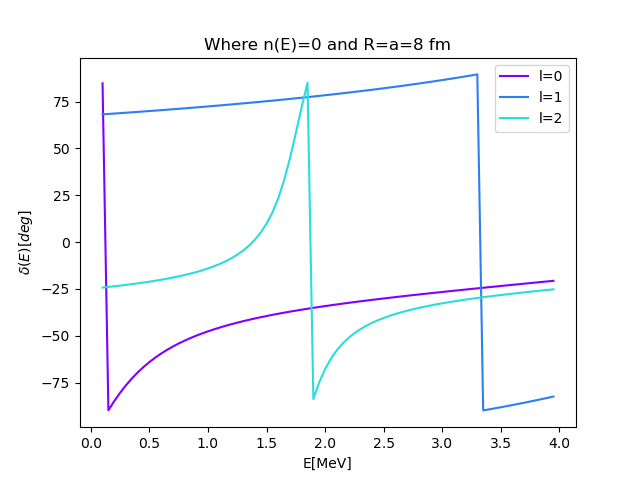 Where n(E)=0 and R=a=8 fm
l=0
l=1
l=2
75
50
25
0
−25
−50
−75
δ(E)[deg]
0.0 0.5 1.0 1.5 2.0 2.5 3.0 3.5 4.0
E[MeV]